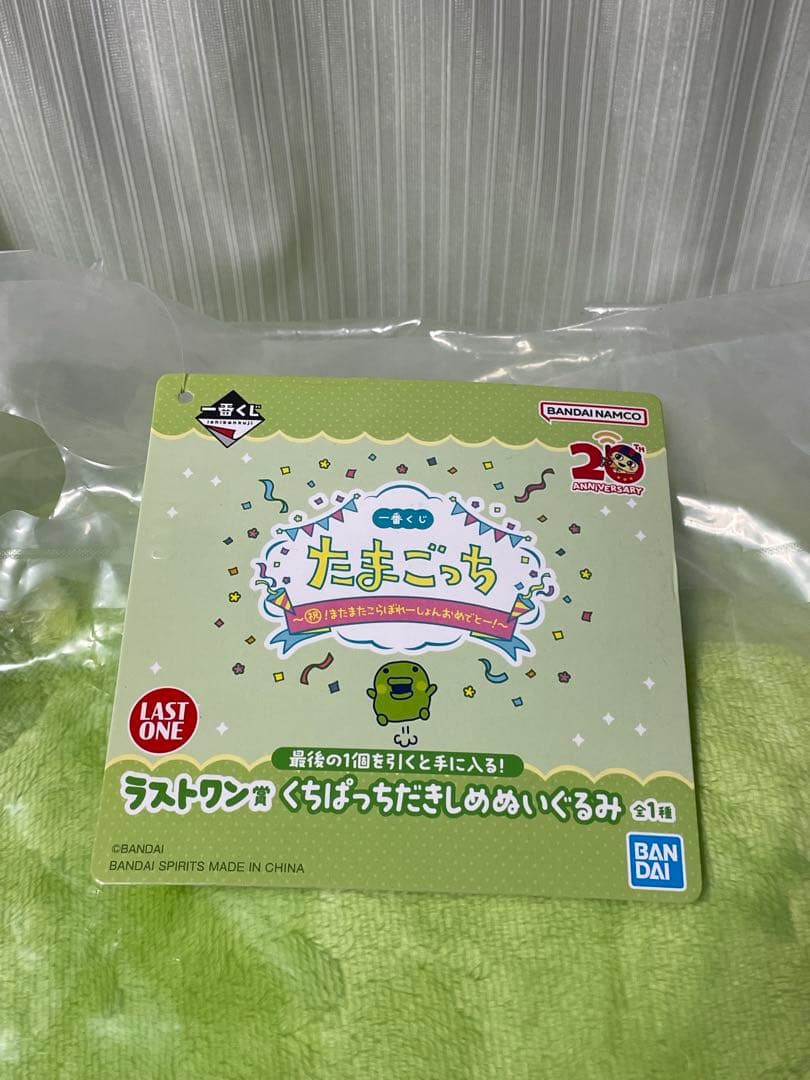 一番くじ
ichibankuji
BANDAI NAMCO
20TH
ANNIVERSARY
一番くじ
たまごっち
～祝!またまたこらぼれーしょんおめでとー!～
LAST
ONE
最後の1個を引くと手に入る!
ラストワン賞 くちぱっちだきしめぬいぐるみ 全1種
©BANDAI
BANDAI SPIRITS MADE IN CHINA
BAN
DAI